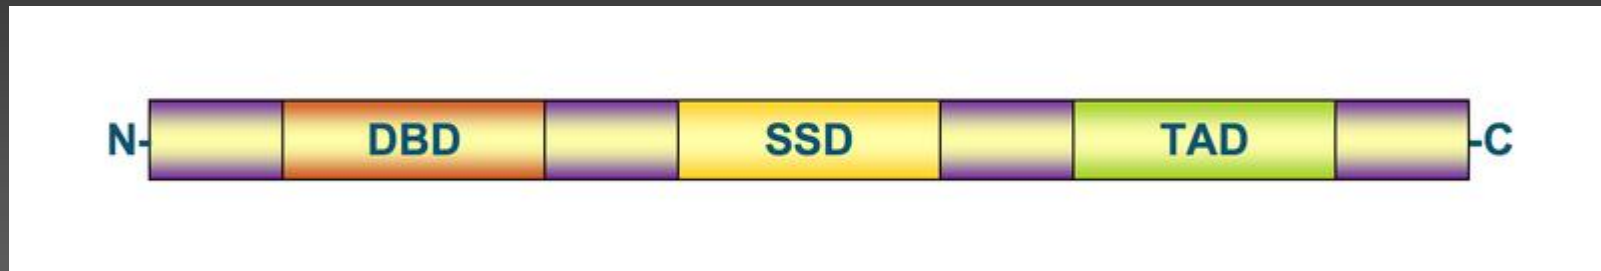 N- DBD SSD TAD -C